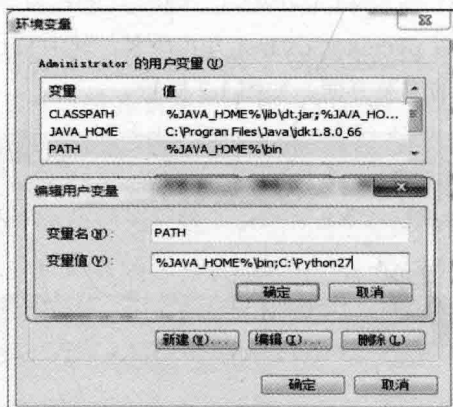 环境变量
Administrator 的用户变量(U)
变量 值
CLASSPATH %JAVA_HOME%\lib\dt.jar;%JAVA_HO...
JAVA_HOME C:\Progran Files\Java\jdk1.8.0_66
PATH %JAVA_HOME%\bin
编辑用户变量
变量名(N): PATH
变量值(V): %JAVA_HOME%\bin;C:\Python27
确定 取消
新建(N)... 编辑(I)... 删除(L)
确定 取消